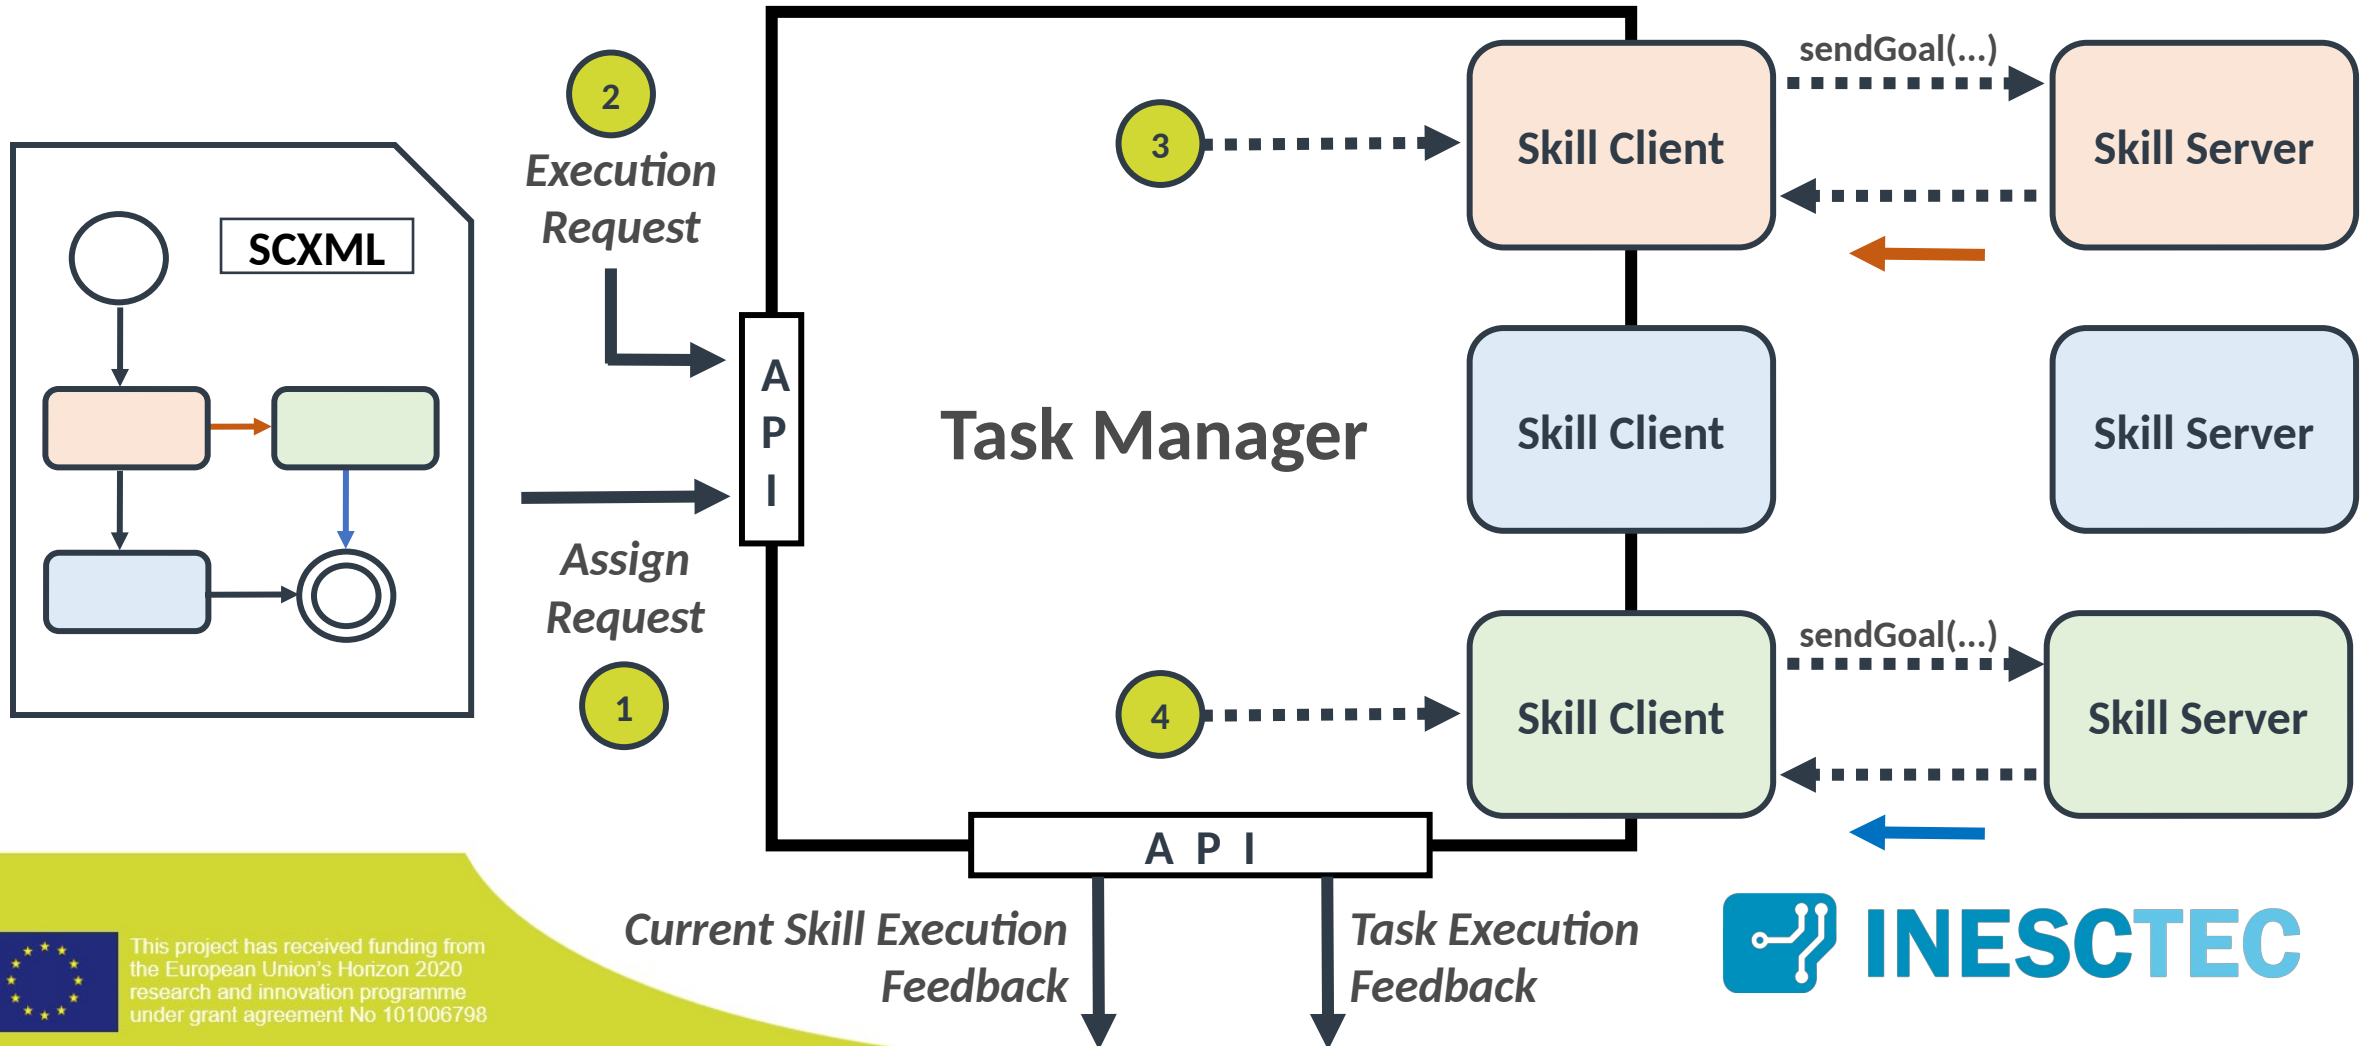 SCXML
2
Execution
Request
Assign
Request
1
A
P
I
Task Manager
3
4
Skill Client
sendGoal(...)
Skill Server
Skill Client
Skill Server
Skill Client
sendGoal(...)
Skill Server
A P I
Current Skill Execution
Feedback
Task Execution
Feedback
This project has received funding from
the European Union's Horizon 2020
research and innovation programme
under grant agreement No 101006798
INESCTEC